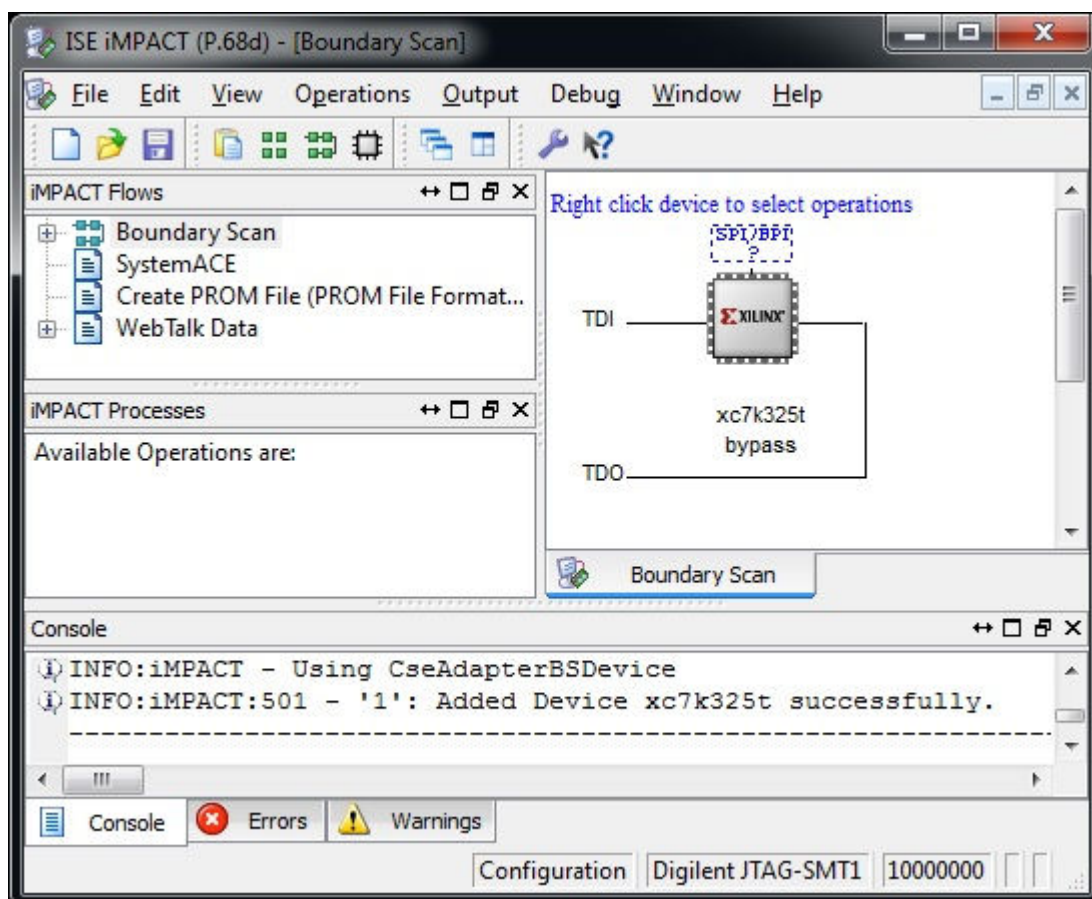 ISE iMPACT (P.68d) - [Boundary Scan]
File Edit View Operations Output Debug Window Help
iMPACT Flows
Boundary Scan
SystemACE
Create PROM File (PROM File Format...
WebTalk Data
iMPACT Processes
Available Operations are:
Right click device to select operations
SPI/BPI
?
TDI
XILINX
xc7k325t
bypass
TDO
Boundary Scan
Console
INFO:iMPACT - Using CseAdapterBSDevice
INFO:iMPACT:501 - '1': Added Device xc7k325t successfully.
----------------------------------------------------------------------
Console Errors Warnings
Configuration Digilent JTAG-SMT1 10000000